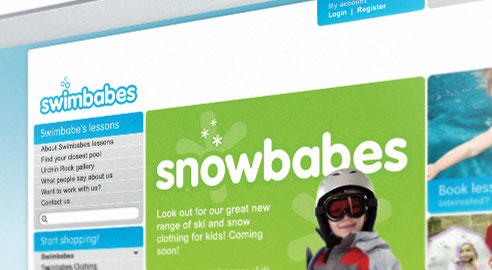 My account
Login | Register
swimbabes
Swimbabe's lessons
About Swimbabes lessons
Find your closest pool
Urchin Rock gallery
What people say about us
Want to work with us?
Contact us
Start shopping!
Swimbabes
Swimbabes Clothing
snowbabes
Look out for our great new
range of ski and snow
clothing for kids! Coming
soon!
Book less
Interested?